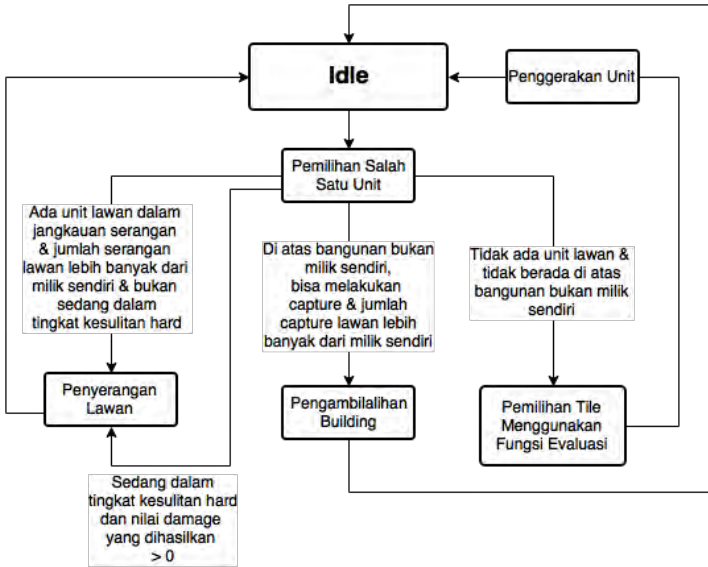 Idle
Penggerakan Unit
Pemilihan Salah
Satu Unit
Ada unit lawan dalam
jangkauan serangan
& jumlah serangan
lawan lebih banyak dari
milik sendiri & bukan
sedang dalam
tingkat kesulitan hard
Di atas bangunan bukan
milik sendiri,
bisa melakukan
capture & jumlah
capture lawan lebih
banyak dari milik sendiri
Tidak ada unit lawan &
tidak berada di atas
bangunan bukan milik
sendiri
Penyerangan
Lawan
Pengambilalihan
Building
Pemilihan Tile
Menggunakan
Fungsi Evaluasi
Sedang dalam
tingkat kesulitan hard
dan nilai damage
yang dihasilkan
> 0